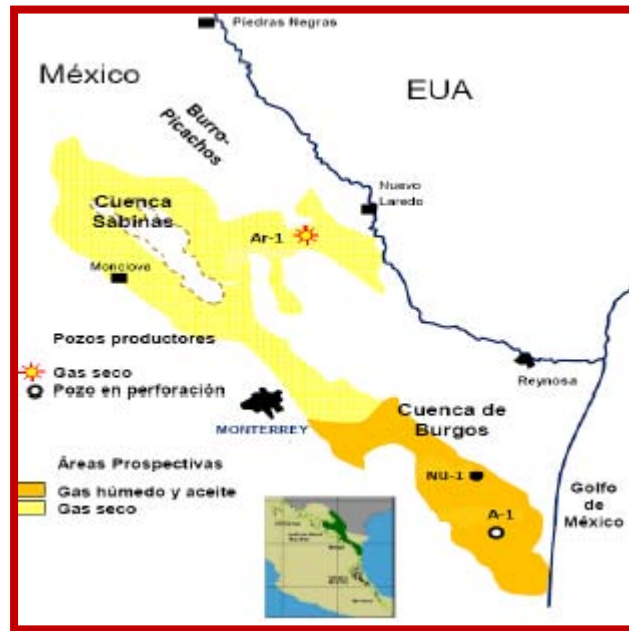 Piedras Negras
México
EUA
Burro-
Picachos
Nuevo
Laredo
Cuenca
Sabinas
Ar-1
Monclova
Pozos productores
Gas seco
Pozo en perforación
Reynosa
MONTERREY
Cuenca de
Burgos
Áreas Prospectivas
NU-1
Golfo
de
México
Gas húmedo y aceite
A-1
Gas seco